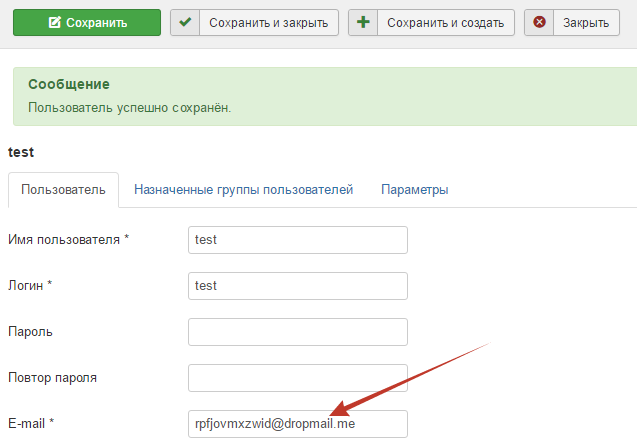 Сохранить Сохранить и закрыть Сохранить и создать Закрыть
Сообщение
Пользователь успешно сохранён.
test
Пользователь Назначенные группы пользователей Параметры
Имя пользователя * test
Логин * test
Пароль
Повтор пароля
E-mail * rpfjovmxzwid@dropmail.me